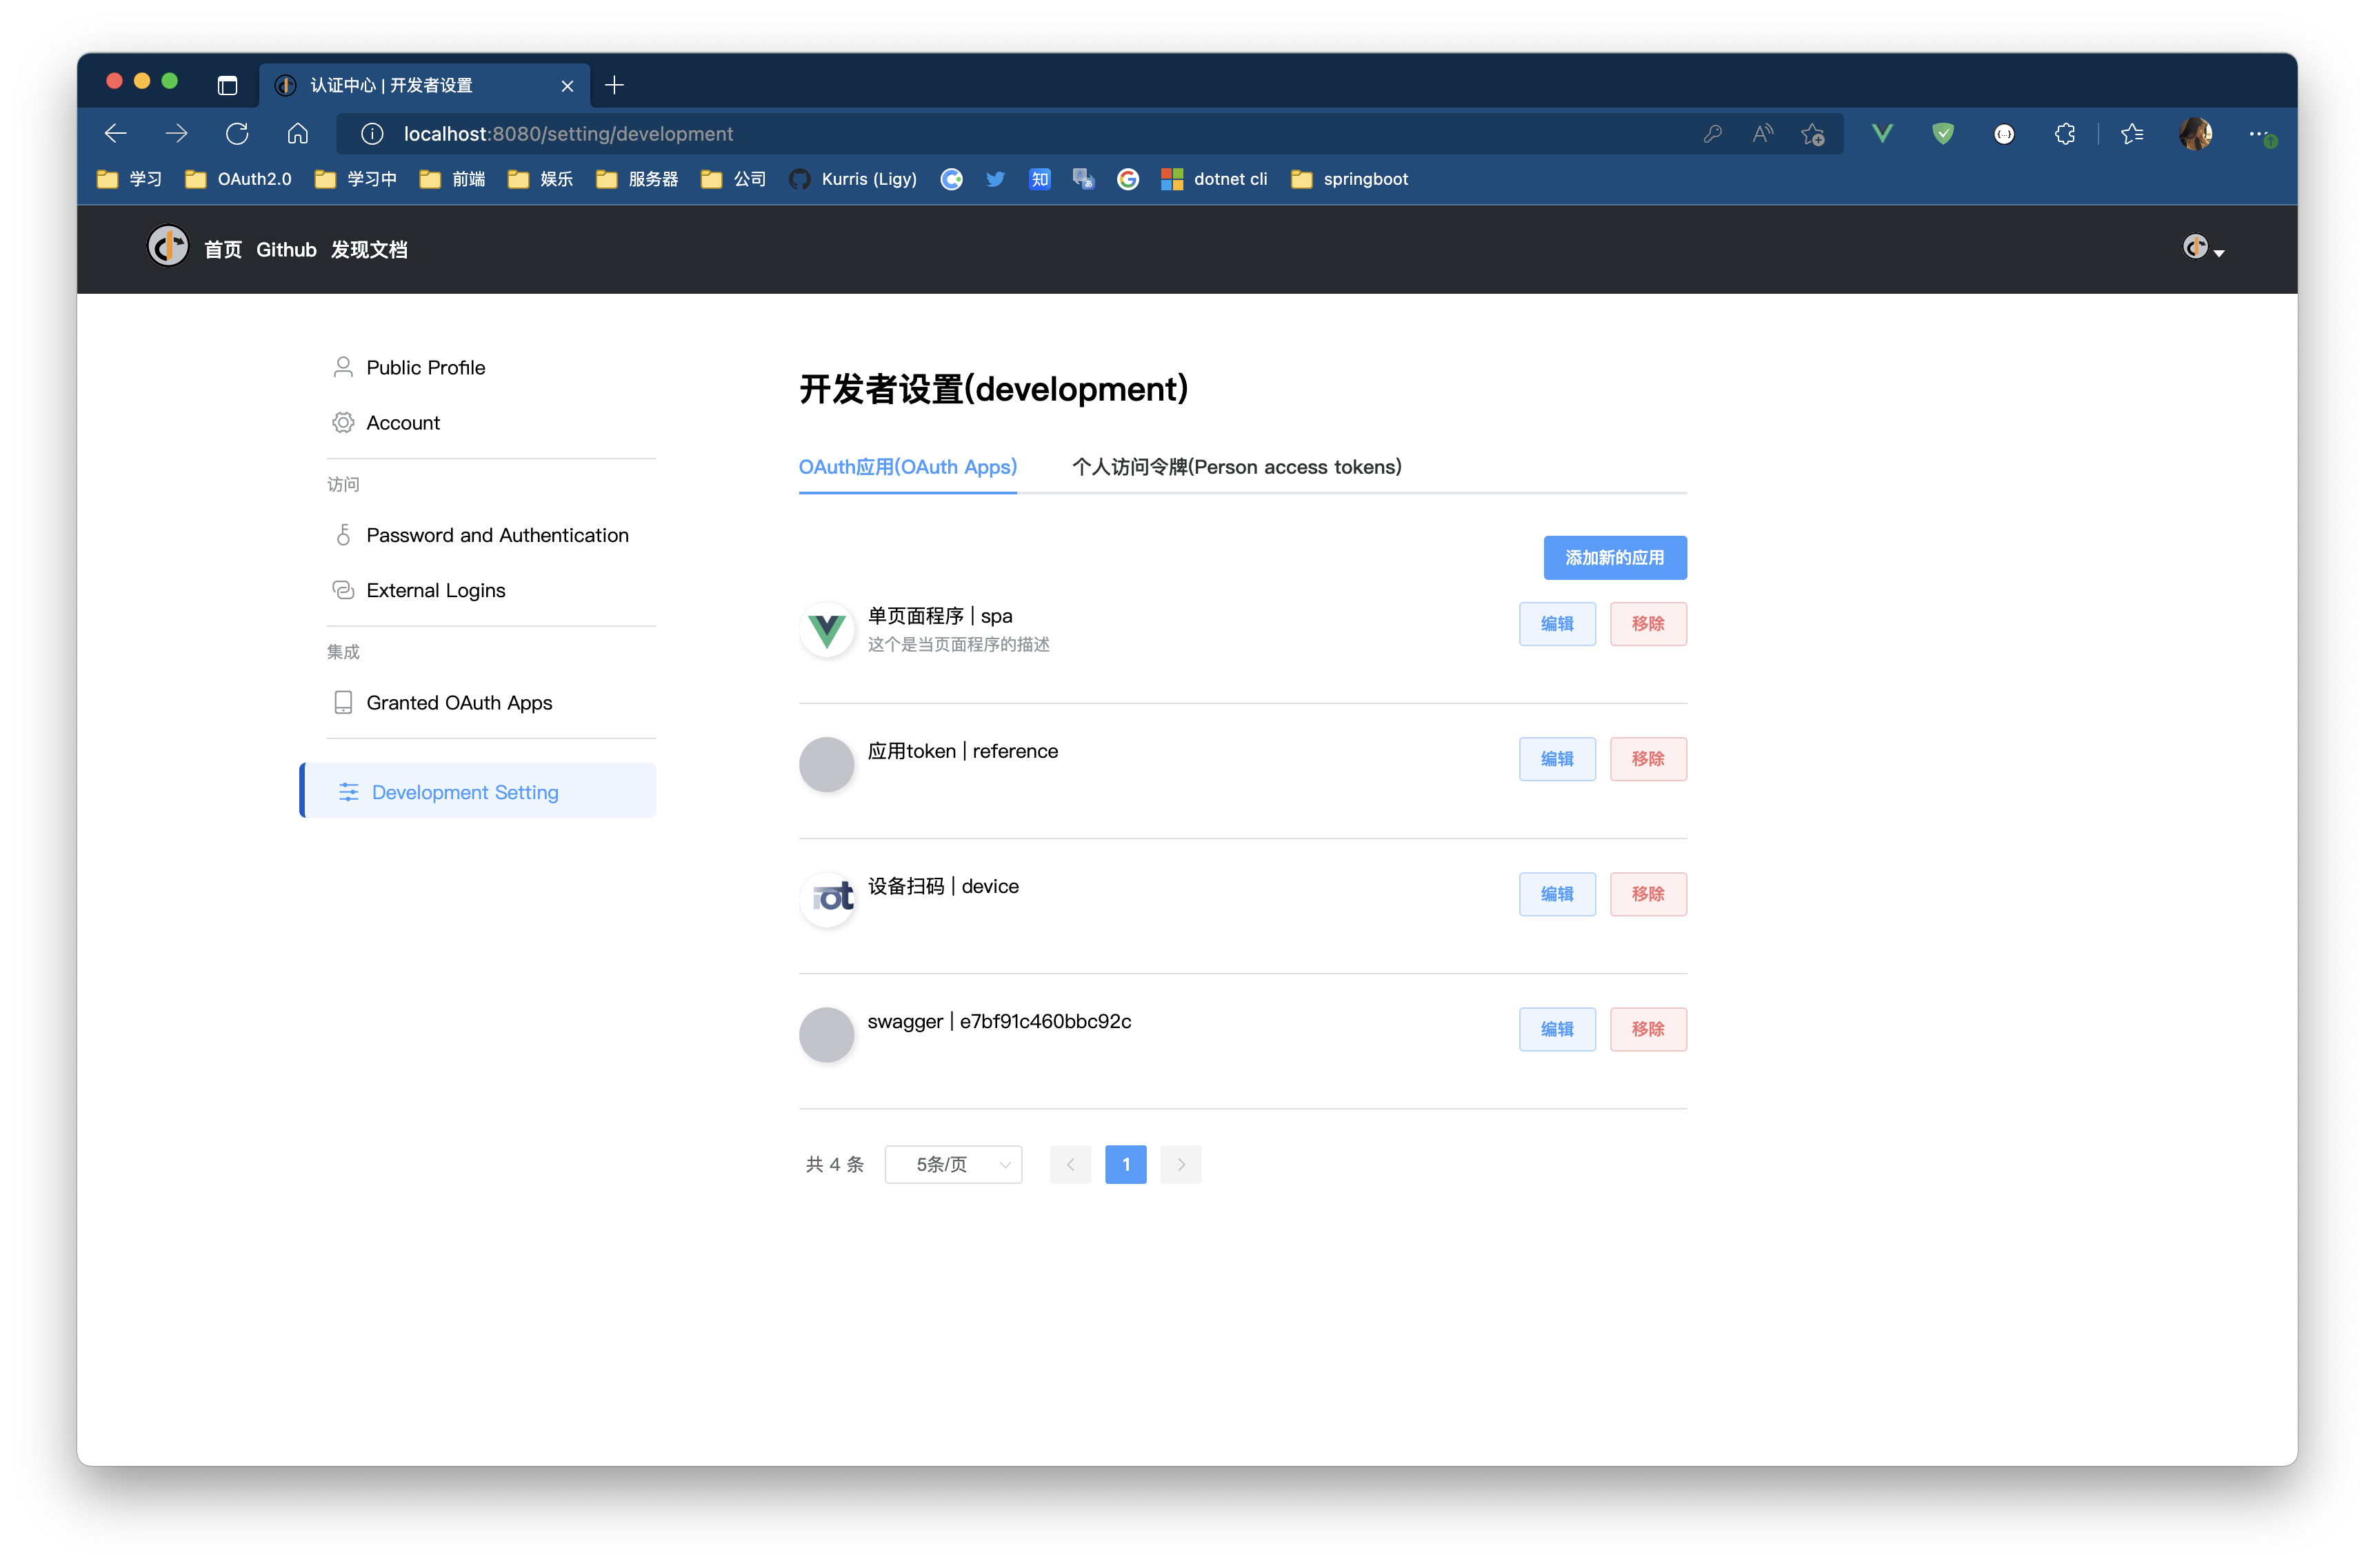 认证中心 | 开发者设置
localhost:8080/setting/development
学习 OAuth2.0 学习中 前端 娱乐 服务器 公司 Kurris (Ligy) 知 dotnet cli springboot
首页 Github 发现文档
Public Profile
Account
访问
Password and Authentication
External Logins
集成
Granted OAuth Apps
Development Setting
开发者设置(development)
OAuth应用(OAuth Apps) 个人访问令牌(Person access tokens)
添加新的应用
单页面程序 | spa
这个是当页面程序的描述
编辑 移除
应用token | reference
编辑 移除
iot
设备扫码 | device
编辑 移除
swagger | e7bf91c460bbc92c
编辑 移除
共 4 条 5条/页 1